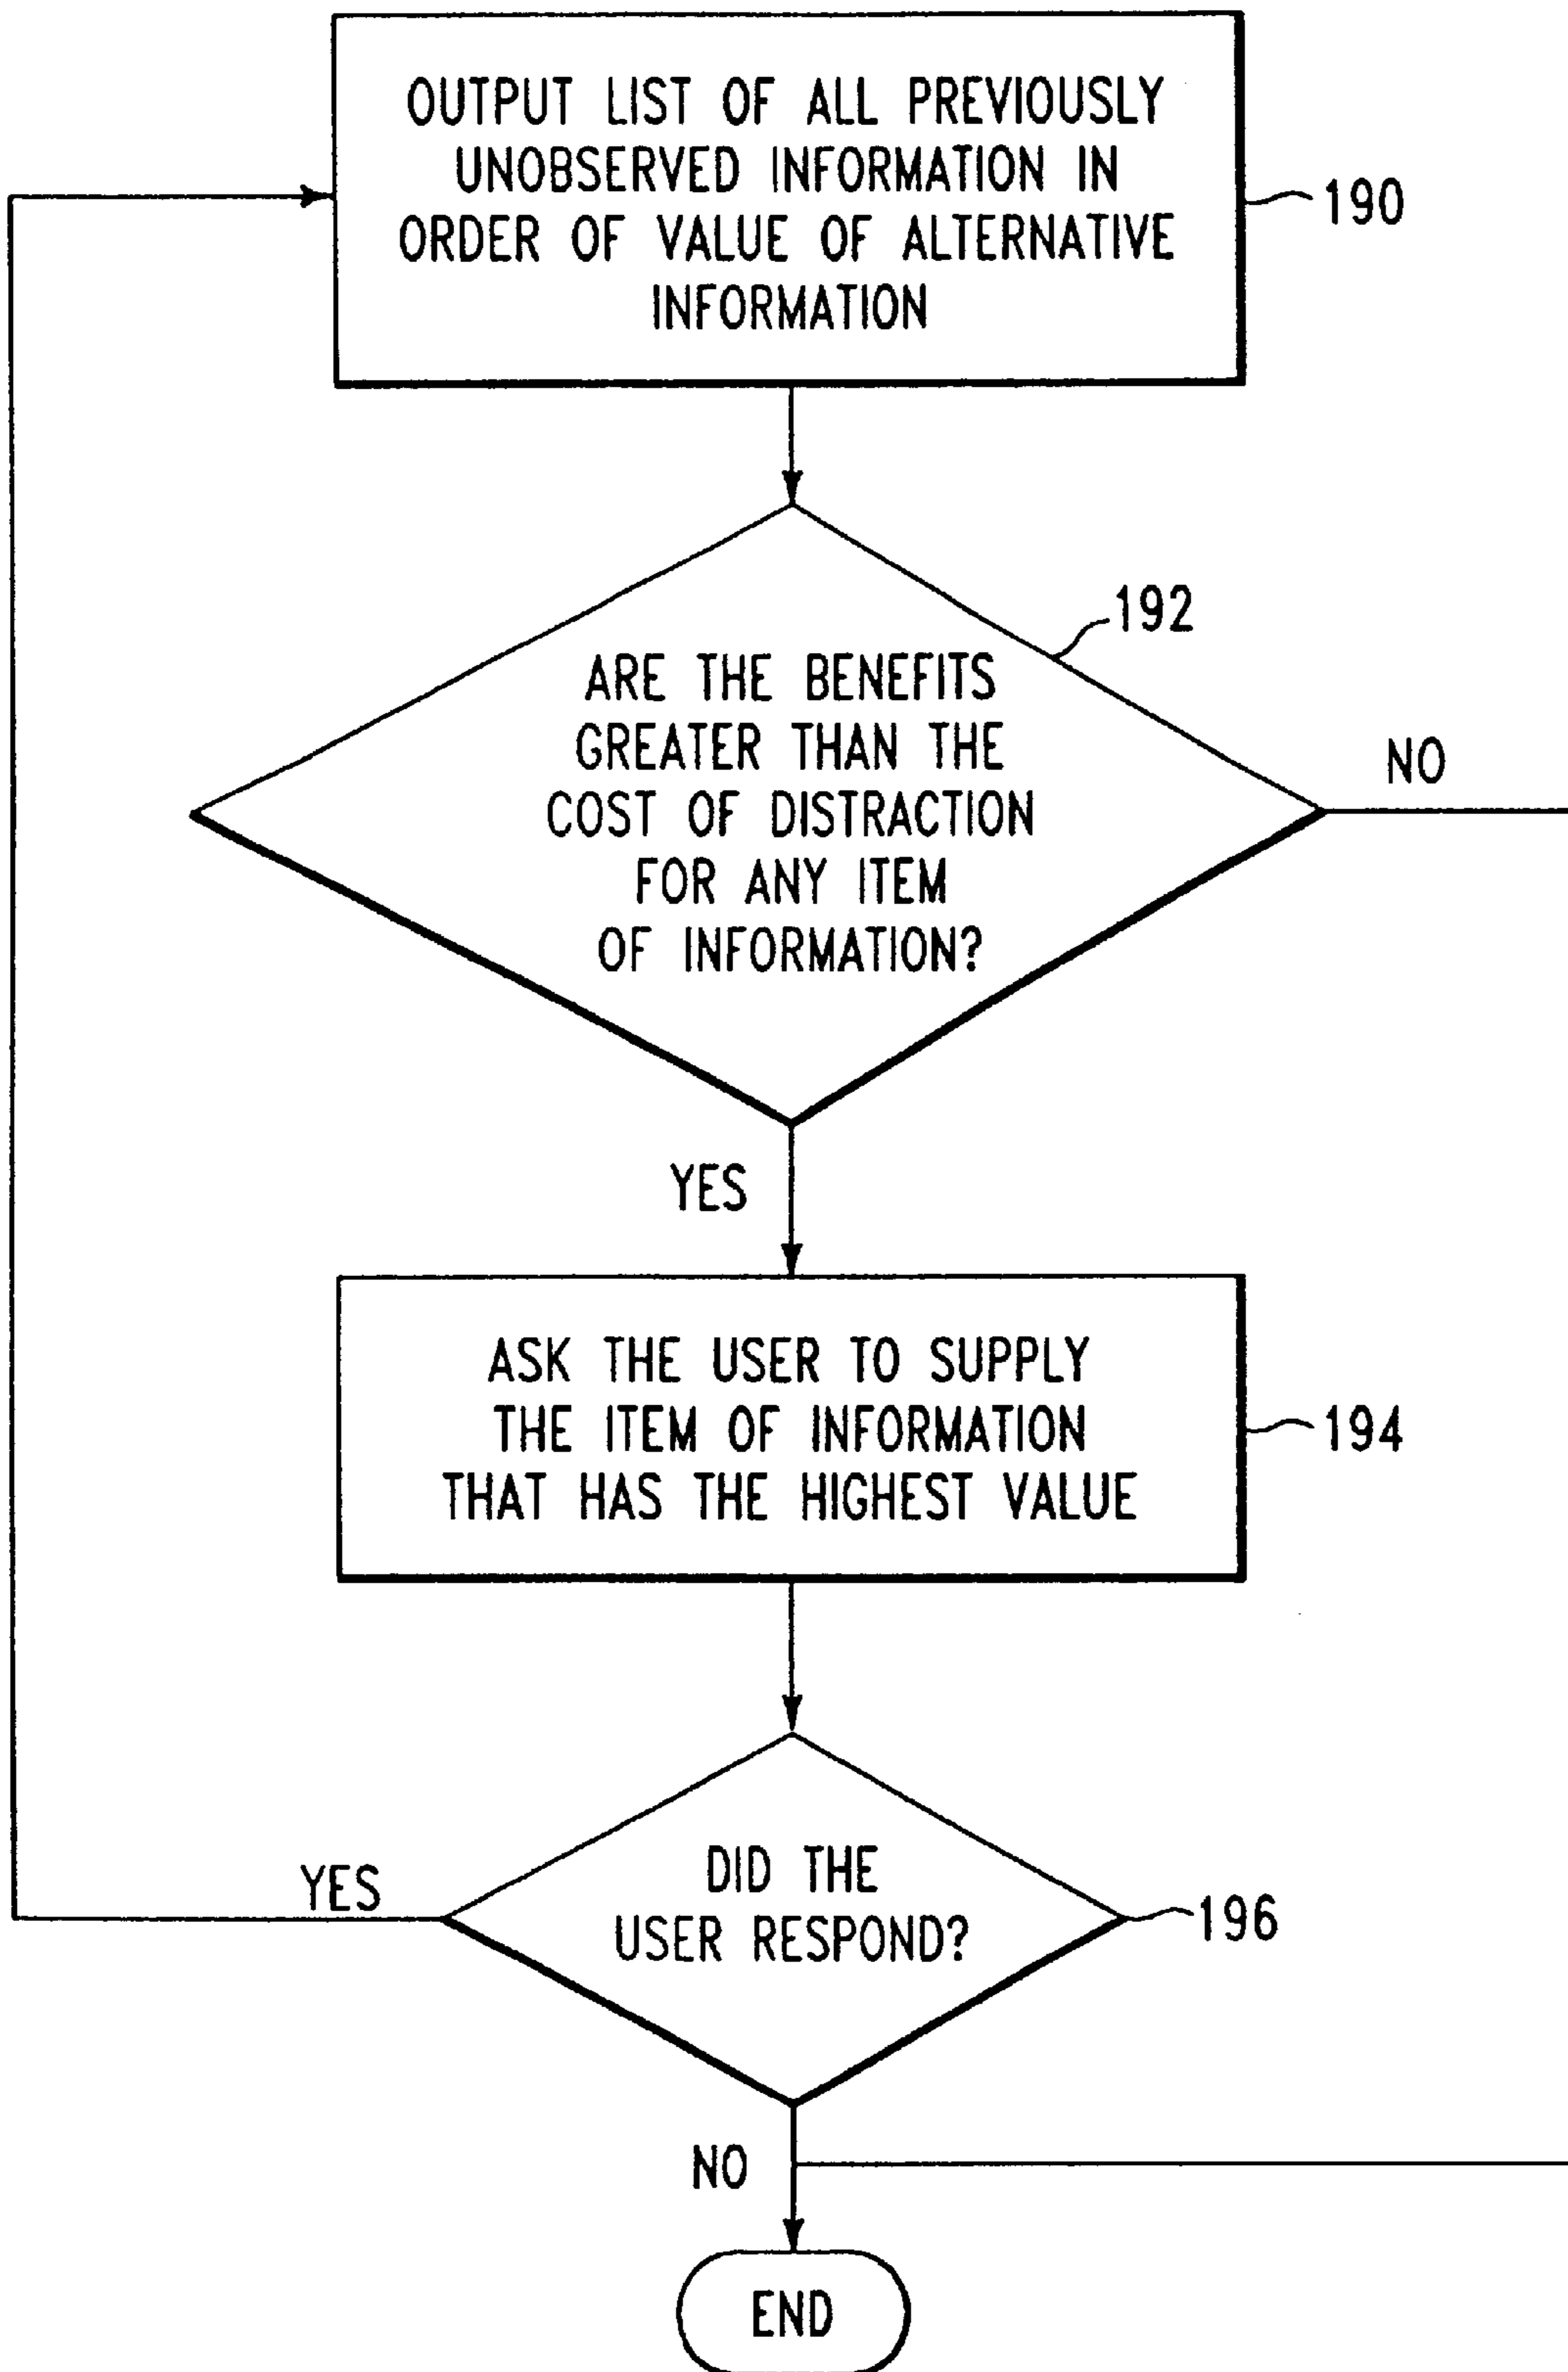 OUTPUT LIST OF ALL PREVIOUSLY
UNOBSERVED INFORMATION IN
ORDER OF VALUE OF ALTERNATIVE
INFORMATION
190
192
ARE THE BENEFITS
GREATER THAN THE
COST OF DISTRACTION
FOR ANY ITEM
OF INFORMATION?
NO
YES
ASK THE USER TO SUPPLY
THE ITEM OF INFORMATION
THAT HAS THE HIGHEST VALUE
194
DID THE
USER RESPOND?
YES
196
NO
END